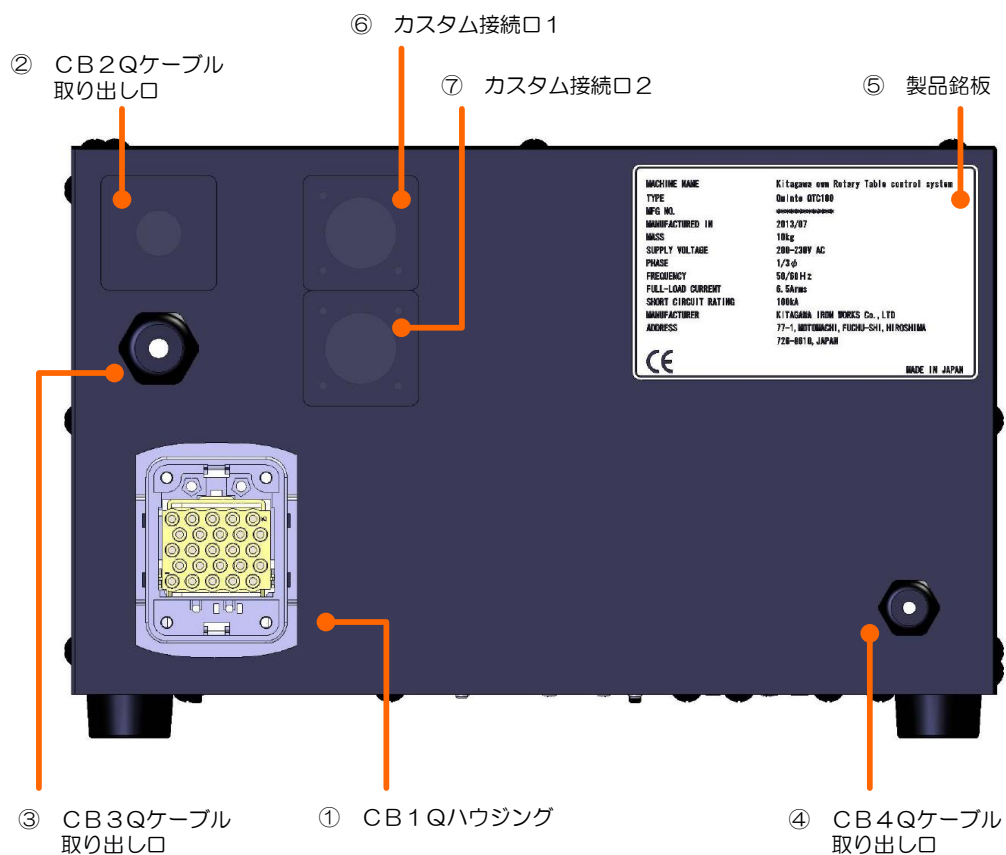 ⑥ カスタム接続口1
② CB2Qケーブル
取り出し口
⑦ カスタム接続口2
⑤ 製品銘板
MACHINE NAME Kitagawa own Rotary Table control system
TYPE Quinte QTC180
MFG NO. ************
MANUFACTURED IN 2013/07
MASS 10kg
SUPPLY VOLTAGE 200-230V AC
PHASE 1/3φ
FREQUENCY 50/60Hz
FULL-LOAD CURRENT 6.5Arms
SHORT CIRCUIT RATING 100kA
MANUFACTURER KITAGAWA IRON WORKS Co., LTD
ADDRESS 77-1, MOTOMACHI, FUCHU-SHI, HIROSHIMA
726-8610, JAPAN
CE MADE IN JAPAN
③ CB3Qケーブル
取り出し口
① CB1Qハウジング
④ CB4Qケーブル
取り出し口